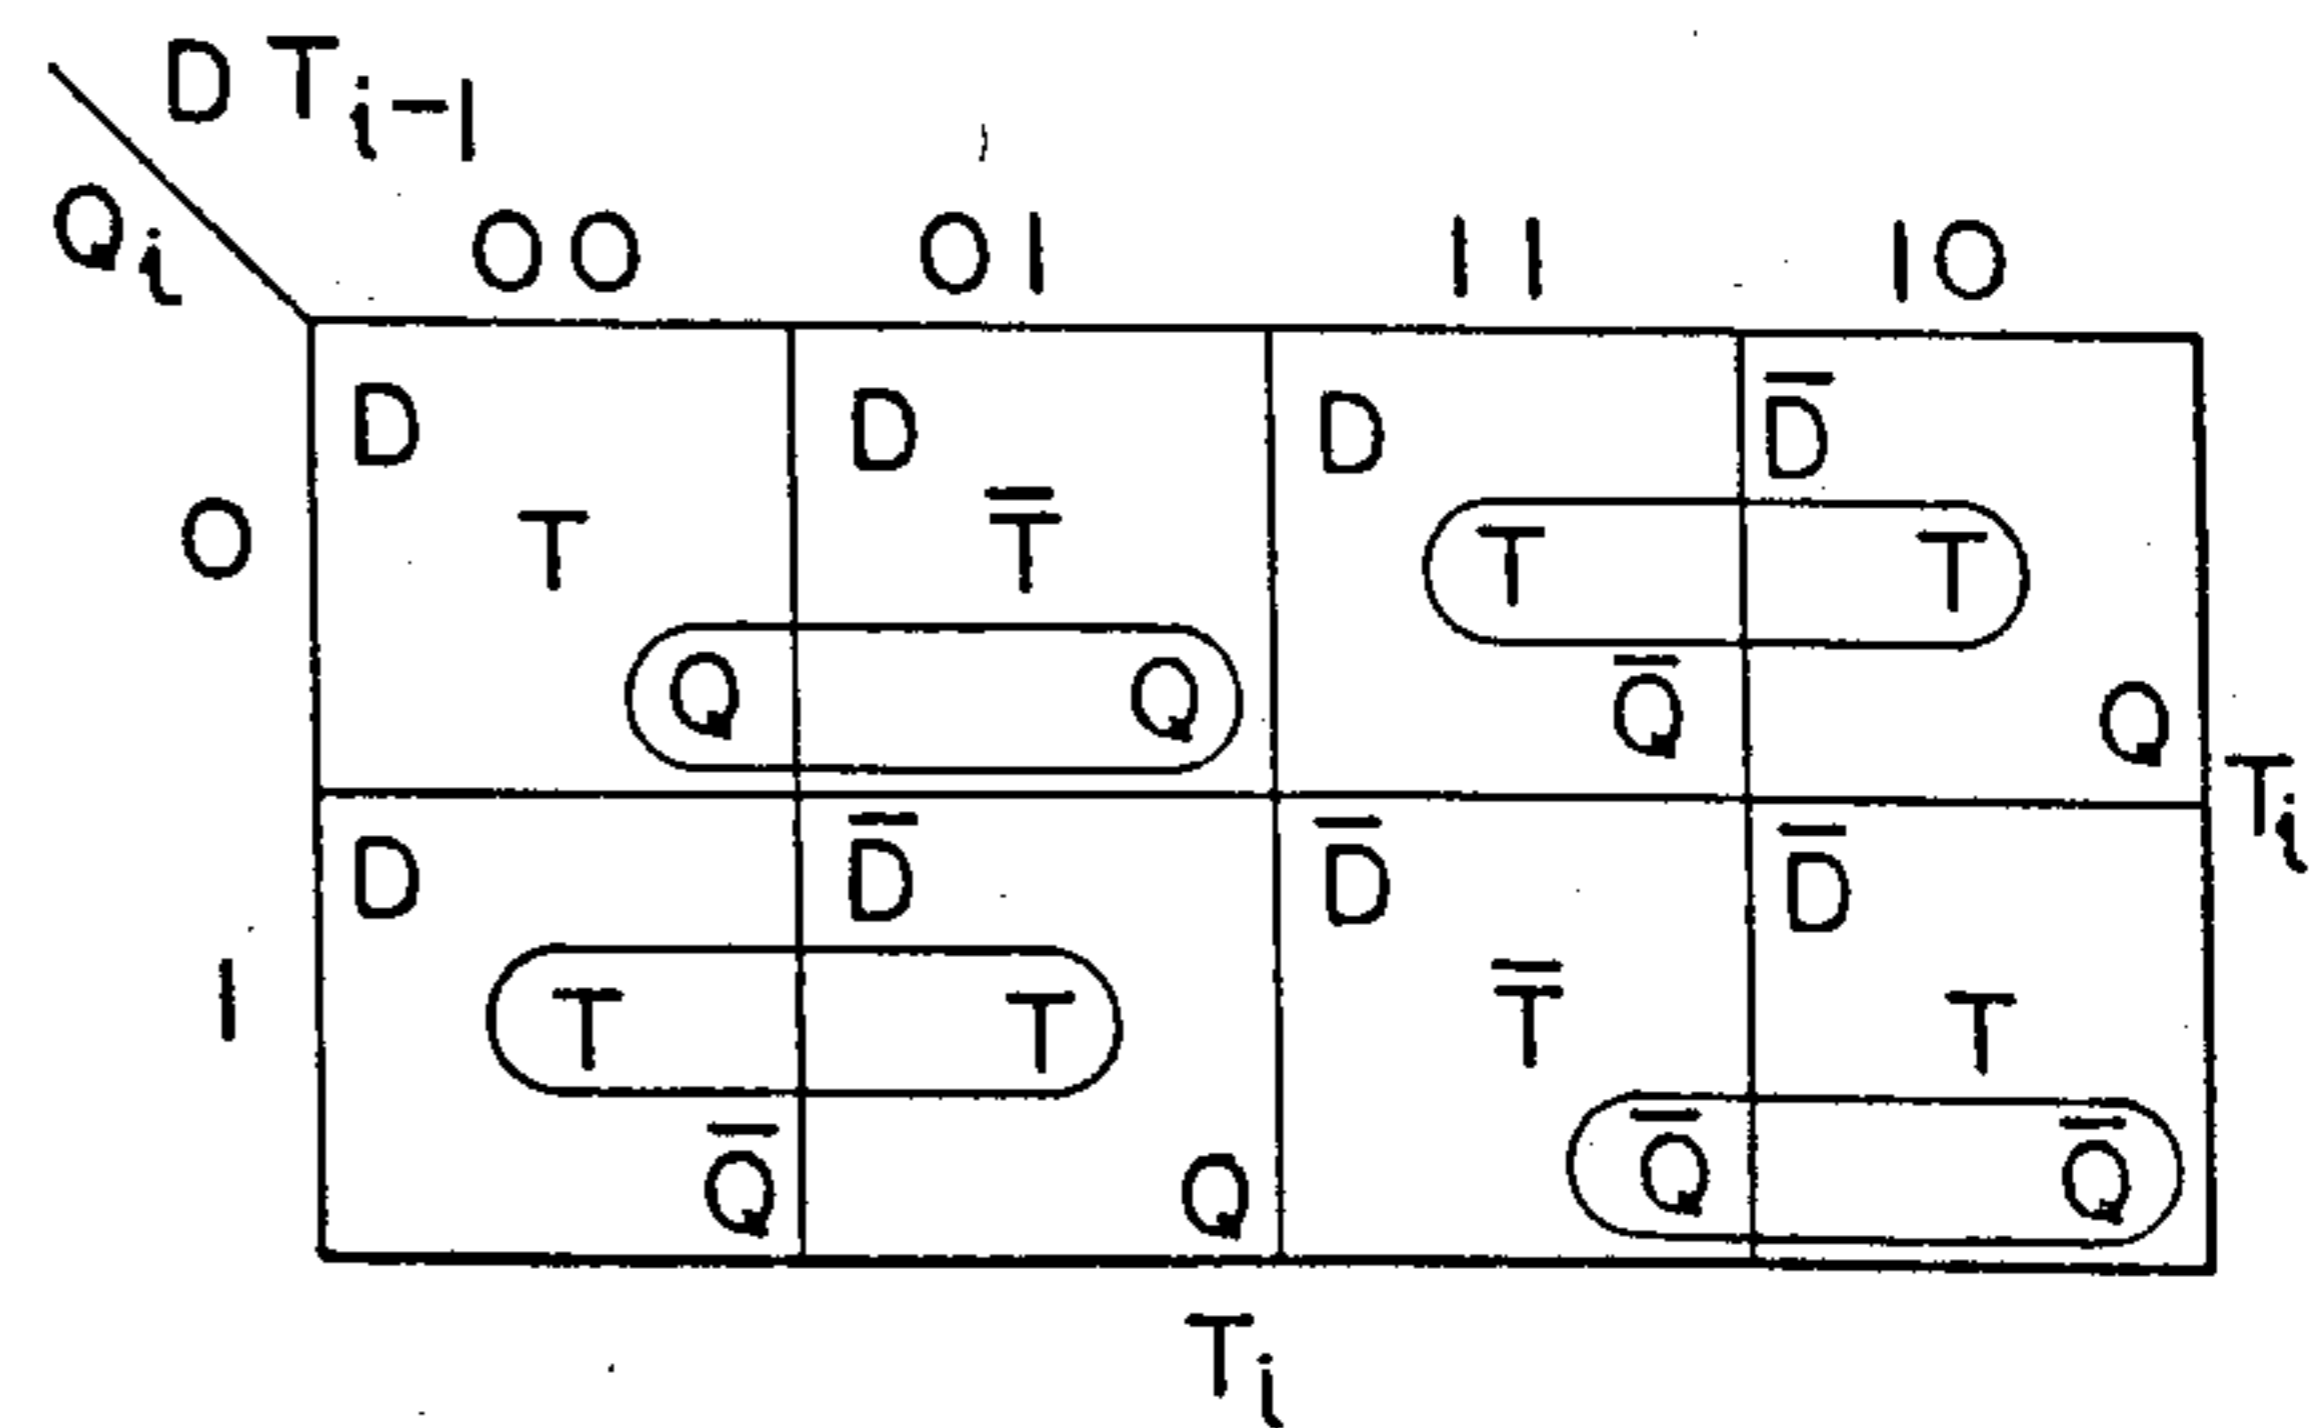 D T_{i-1}
Q_i
00 01 11 10
D D D D̅
0 T T̅ T T
Q Q Q̅ Q
T_i
D D̅ D̅ D̅
1 T T T̅ T
Q̅ Q Q̅ Q̅
T_i